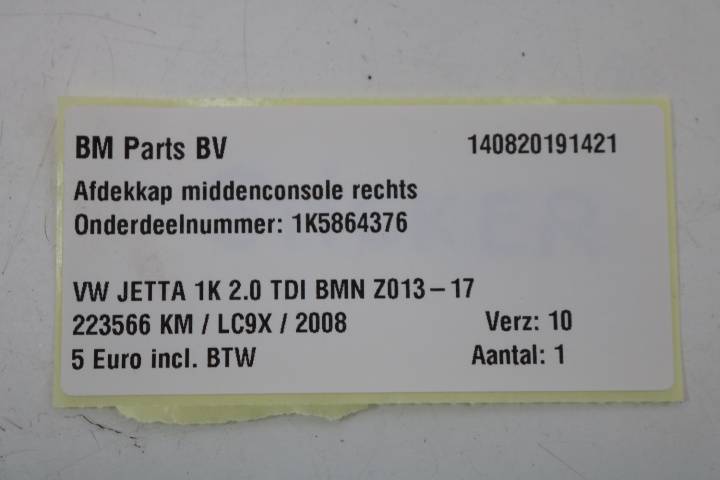 BM Parts BV 140820191421
Afdekkap middenconsole rechts
Onderdeelnummer: 1K5864376
VW JETTA 1K 2.0 TDI BMN Z013-17
223566 KM / LC9X / 2008 Verz: 10
5 Euro incl. BTW Aantal: 1